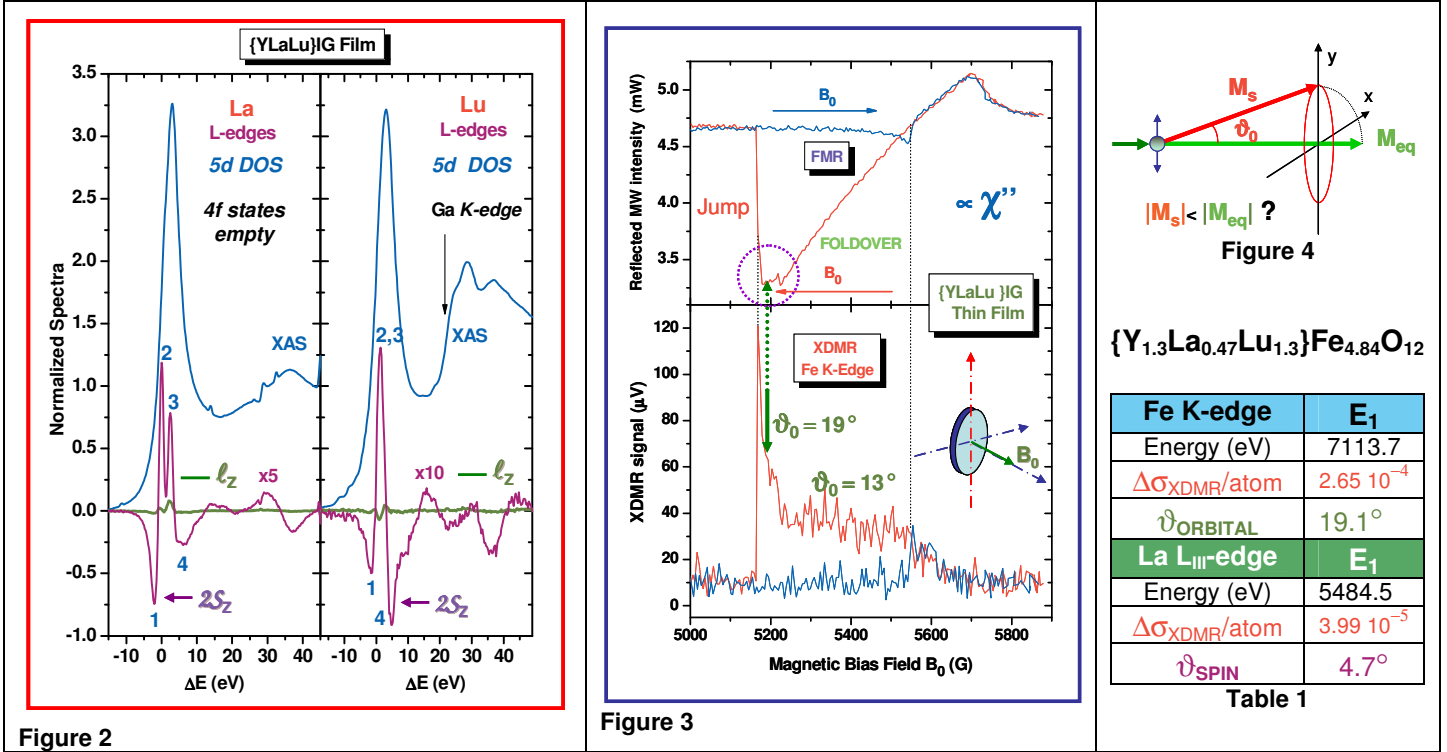 {YLaLu}IG Film
Normalized Spectra
3.5
3.0
2.5
2.0
1.5
1.0
0.5
0.0
-0.5
-1.0
La
L-edges
5d DOS
4f states
empty
XAS
2
3
ℓz
x5
4
1
2Sz
-10 0 10 20 30 40
ΔE (eV)
Lu
L-edges
5d DOS
Ga K-edge
XAS
2,3
ℓz
x10
1
4
2Sz
-10 0 10 20 30 40
ΔE (eV)
Figure 2
Reflected MW intensity (mW)
5.0
4.5
4.0
3.5
B0
FMR
Jump
∝ χ’’
FOLDOVER
B0
{YLaLu }IG
Thin Film
XDMR signal (μV)
120
100
80
60
40
20
0
XDMR
Fe K-Edge
ϑ0 = 19°
ϑ0 = 13°
B0
5000 5200 5400 5600 5800
Magnetic Bias Field B0 (G)
Figure 3
y
x
Ms
ϑ0
Meq
|Ms|< |Meq| ?
Figure 4
{Y1.3La0.47Lu1.3}Fe4.84O12
Fe K-edge E1
Energy (eV) 7113.7
ΔσXDMR/atom 2.65 10⁻⁴
ϑORBITAL 19.1°
La LIII-edge E1
Energy (eV) 5484.5
ΔσXDMR/atom 3.99 10⁻⁵
ϑSPIN 4.7°
Table 1